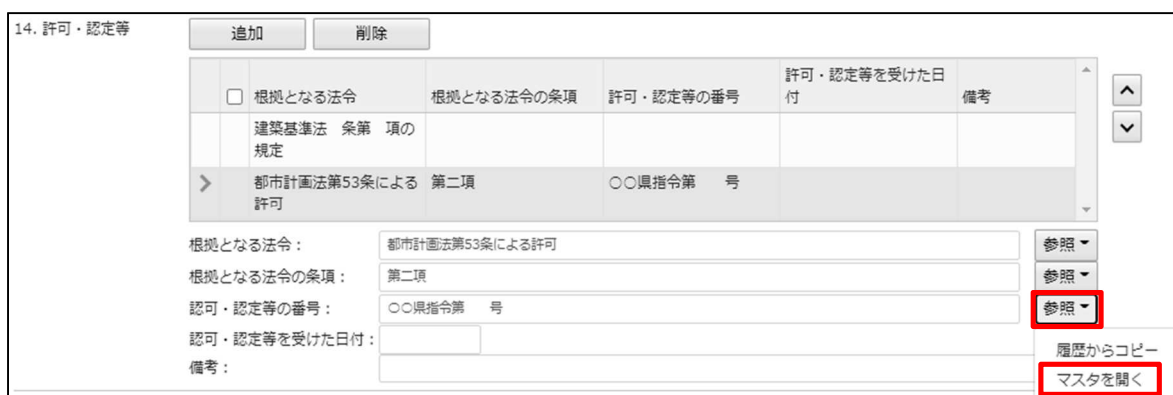 14. 許可・認定等
追加 削除
根拠となる法令 根拠となる法令の条項 許可・認定等の番号 許可・認定等を受けた日付 備考
建築基準法　条第　項の
規定
都市計画法第53条による 第二項 〇〇県指令第　　号
許可
根拠となる法令： 都市計画法第53条による許可 参照
根拠となる法令の条項： 第二項 参照
認可・認定等の番号： 〇〇県指令第　　号 参照
認可・認定等を受けた日付：
備考：
履歴からコピー
マスタを開く